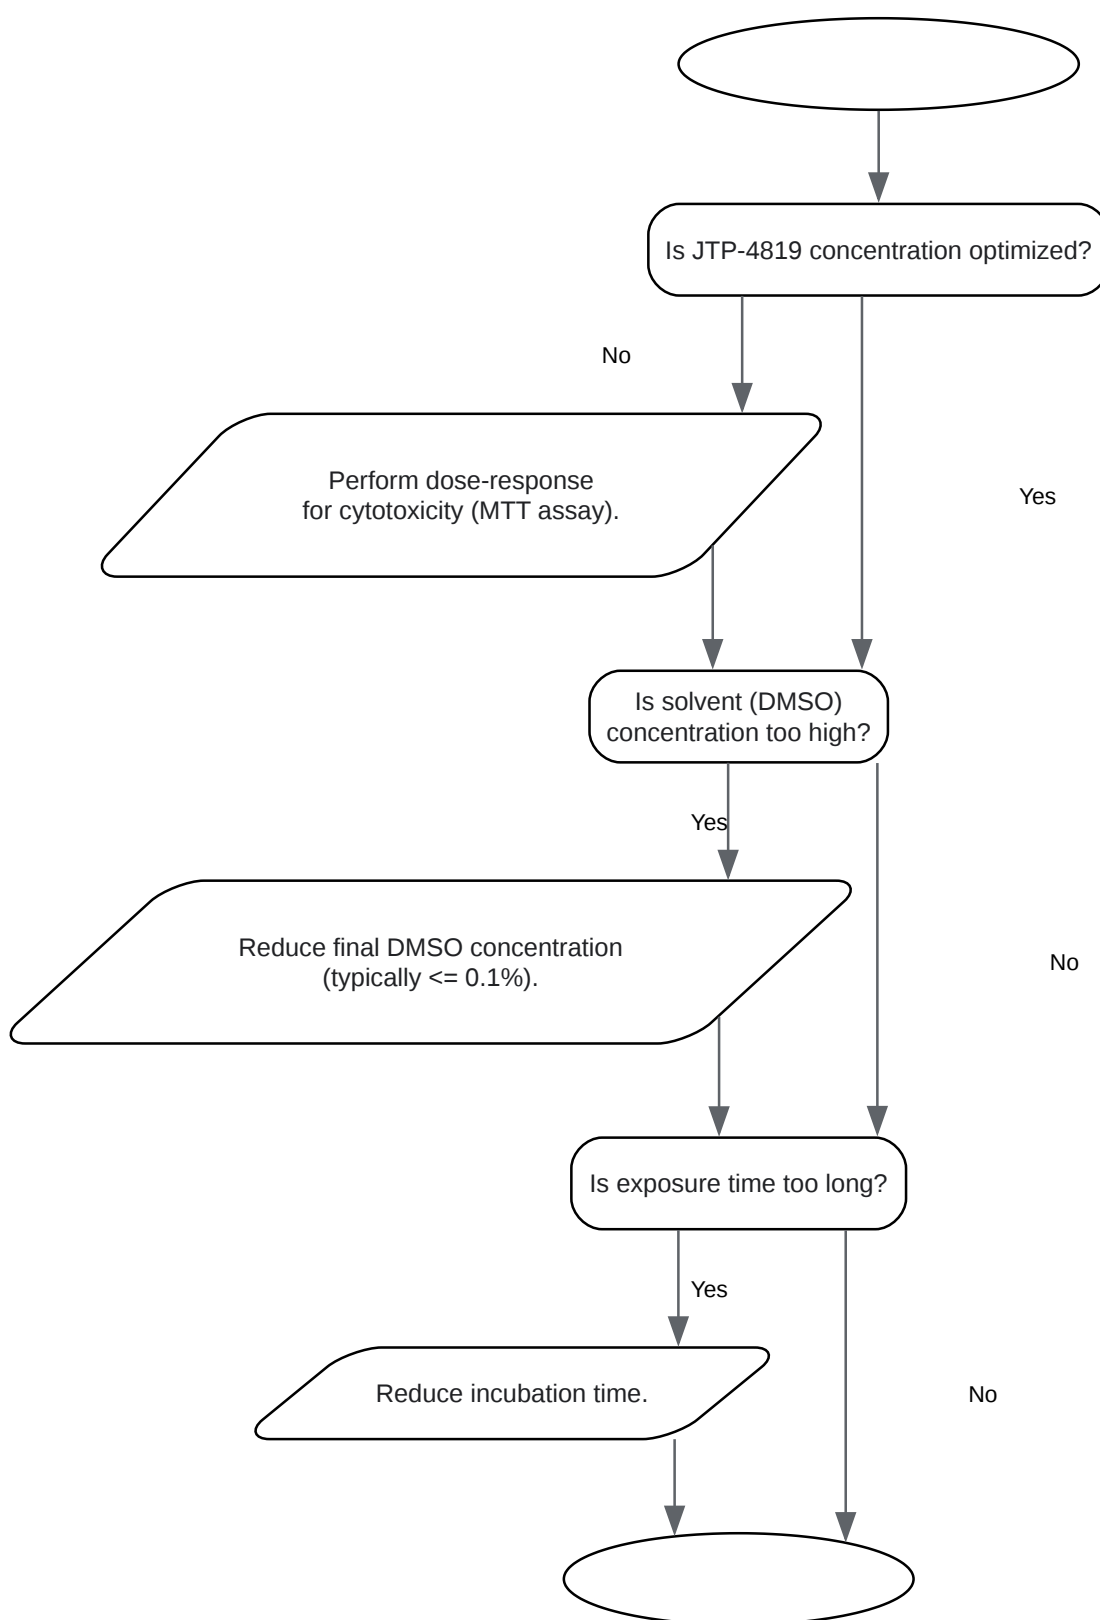 Is JTP-4819 concentration optimized?
No
Perform dose-response
for cytotoxicity (MTT assay).
Yes
Is solvent (DMSO)
concentration too high?
Yes
Reduce final DMSO concentration
(typically <= 0.1%).
No
Is exposure time too long?
Yes
Reduce incubation time.
No